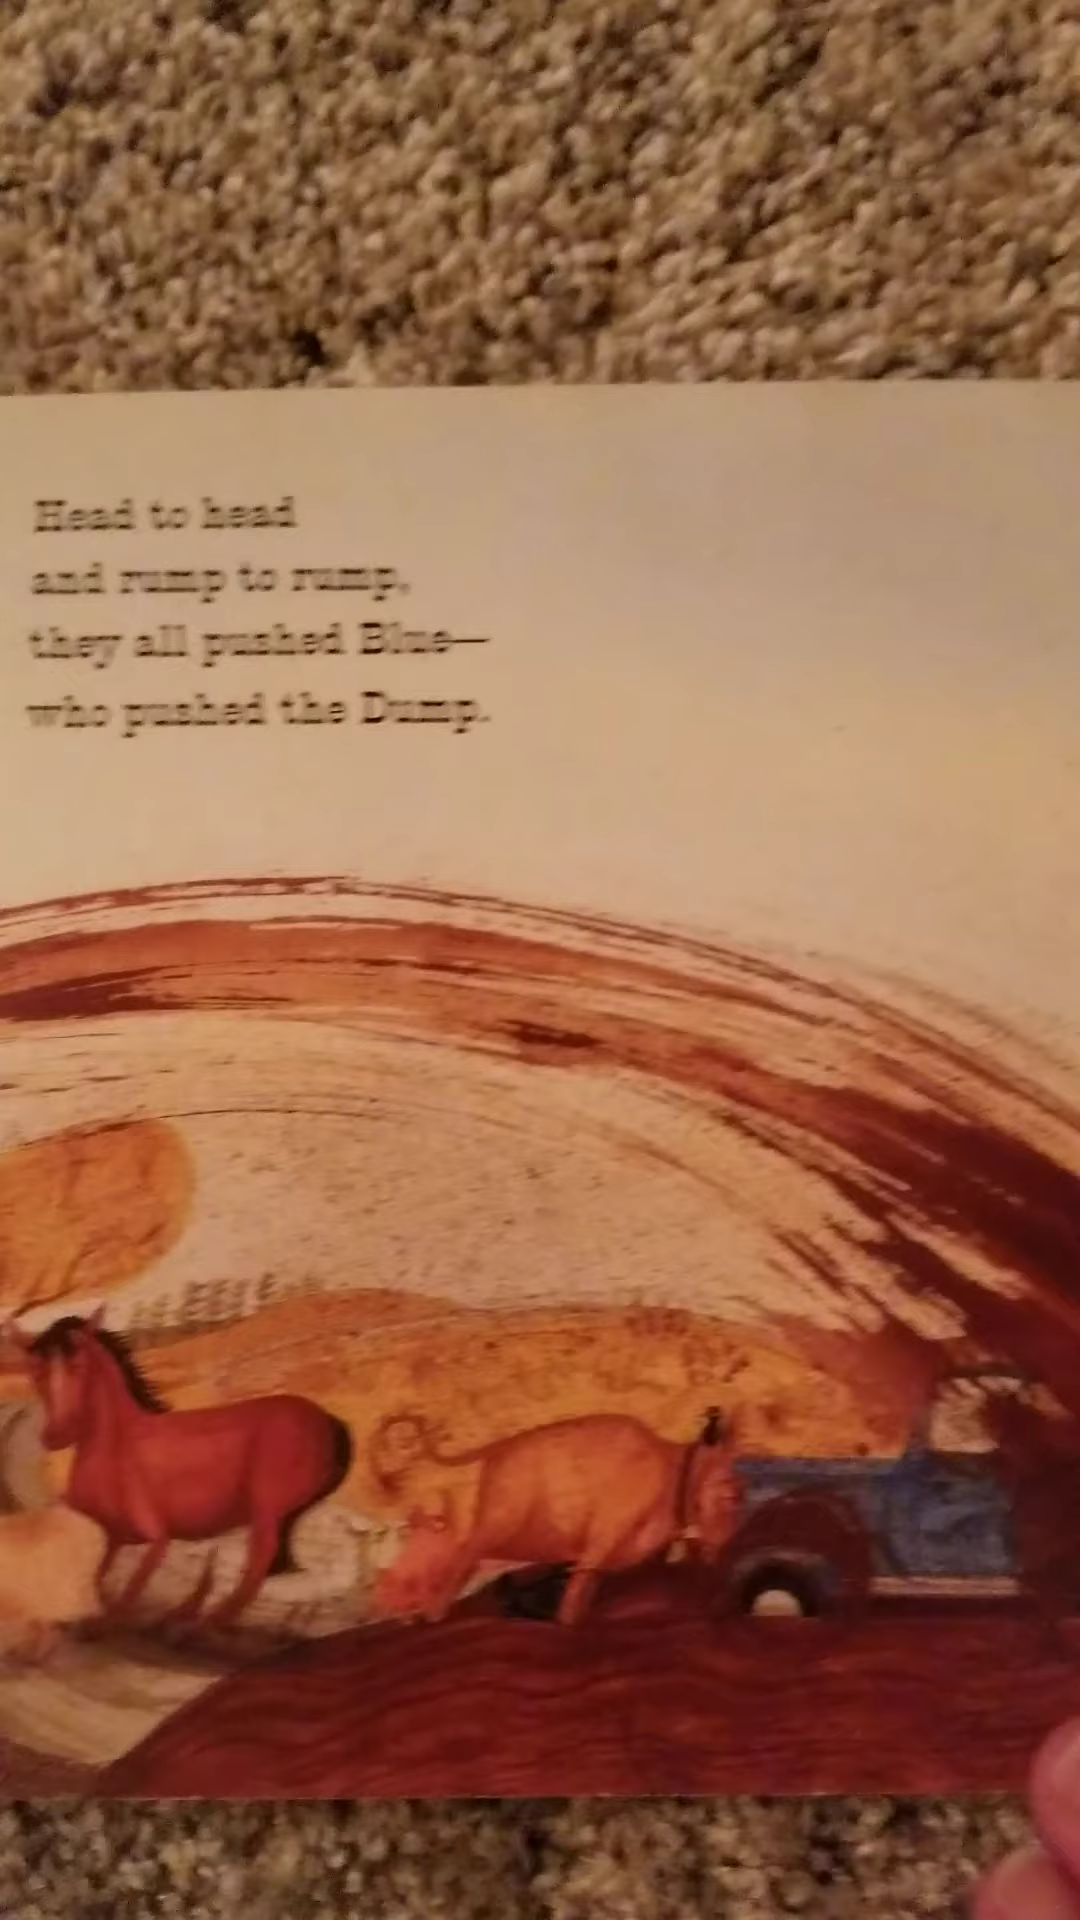 Head to head
and rump to rump,
they all pushed Blue—
who pushed the Dump.